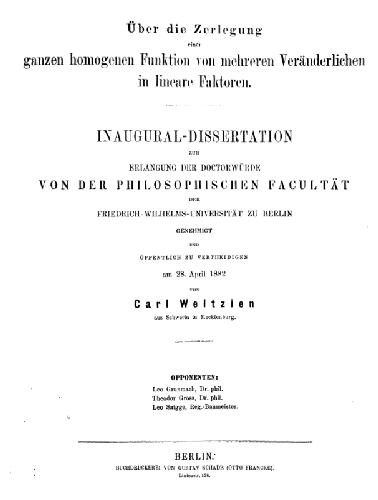 Über die Zerlegung
einer
ganzen homogenen Funktion von mehreren Veränderlichen
in lineare Faktoren.
INAUGURAL-DISSERTATION
ZUR
ERLANGUNG DER DOCTORWÜRDE
VON DER PHILOSOPHISCHEN FACULTÄT
DER
FRIEDRICH-WILHELMS-UNIVERSITÄT ZU BERLIN
GENEHMIGT
UND
ÖFFENTLICH ZU VERTHEIDIGEN
am 28. April 1882
VON
Carl Weltzien
aus Schwerin in Mecklenburg.
OPPONENTEN:
Leo Dr. phil.
Theodor Gross, Dr. phil.
Leo Reg.-Baumeister.
BERLIN.
BUCHDRUCKEREI VON GUSTAV SCHADE (OTTO FRANCKE).
Linienstr. 158.